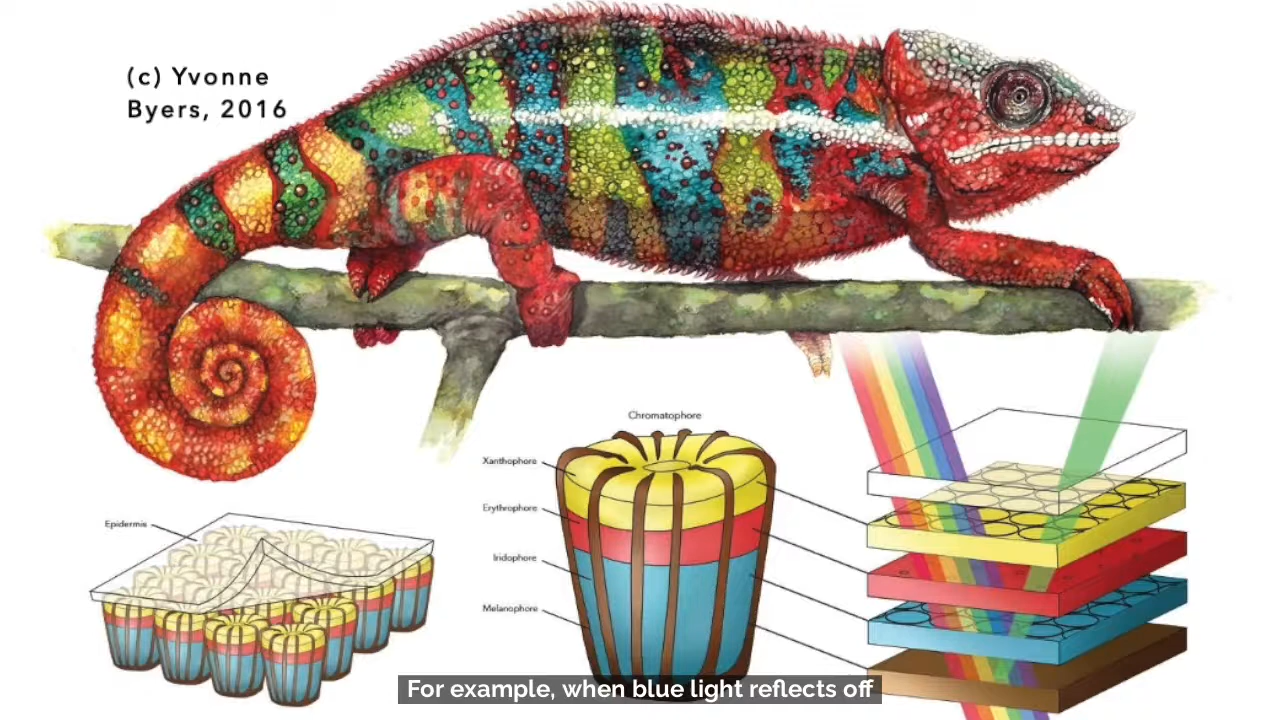 (c) Yvonne
Byers, 2016
Chromatophore
Xanthophore
Erythrophore
Iridophore
Melanophore
Epidermis
For example, when blue light reflects off